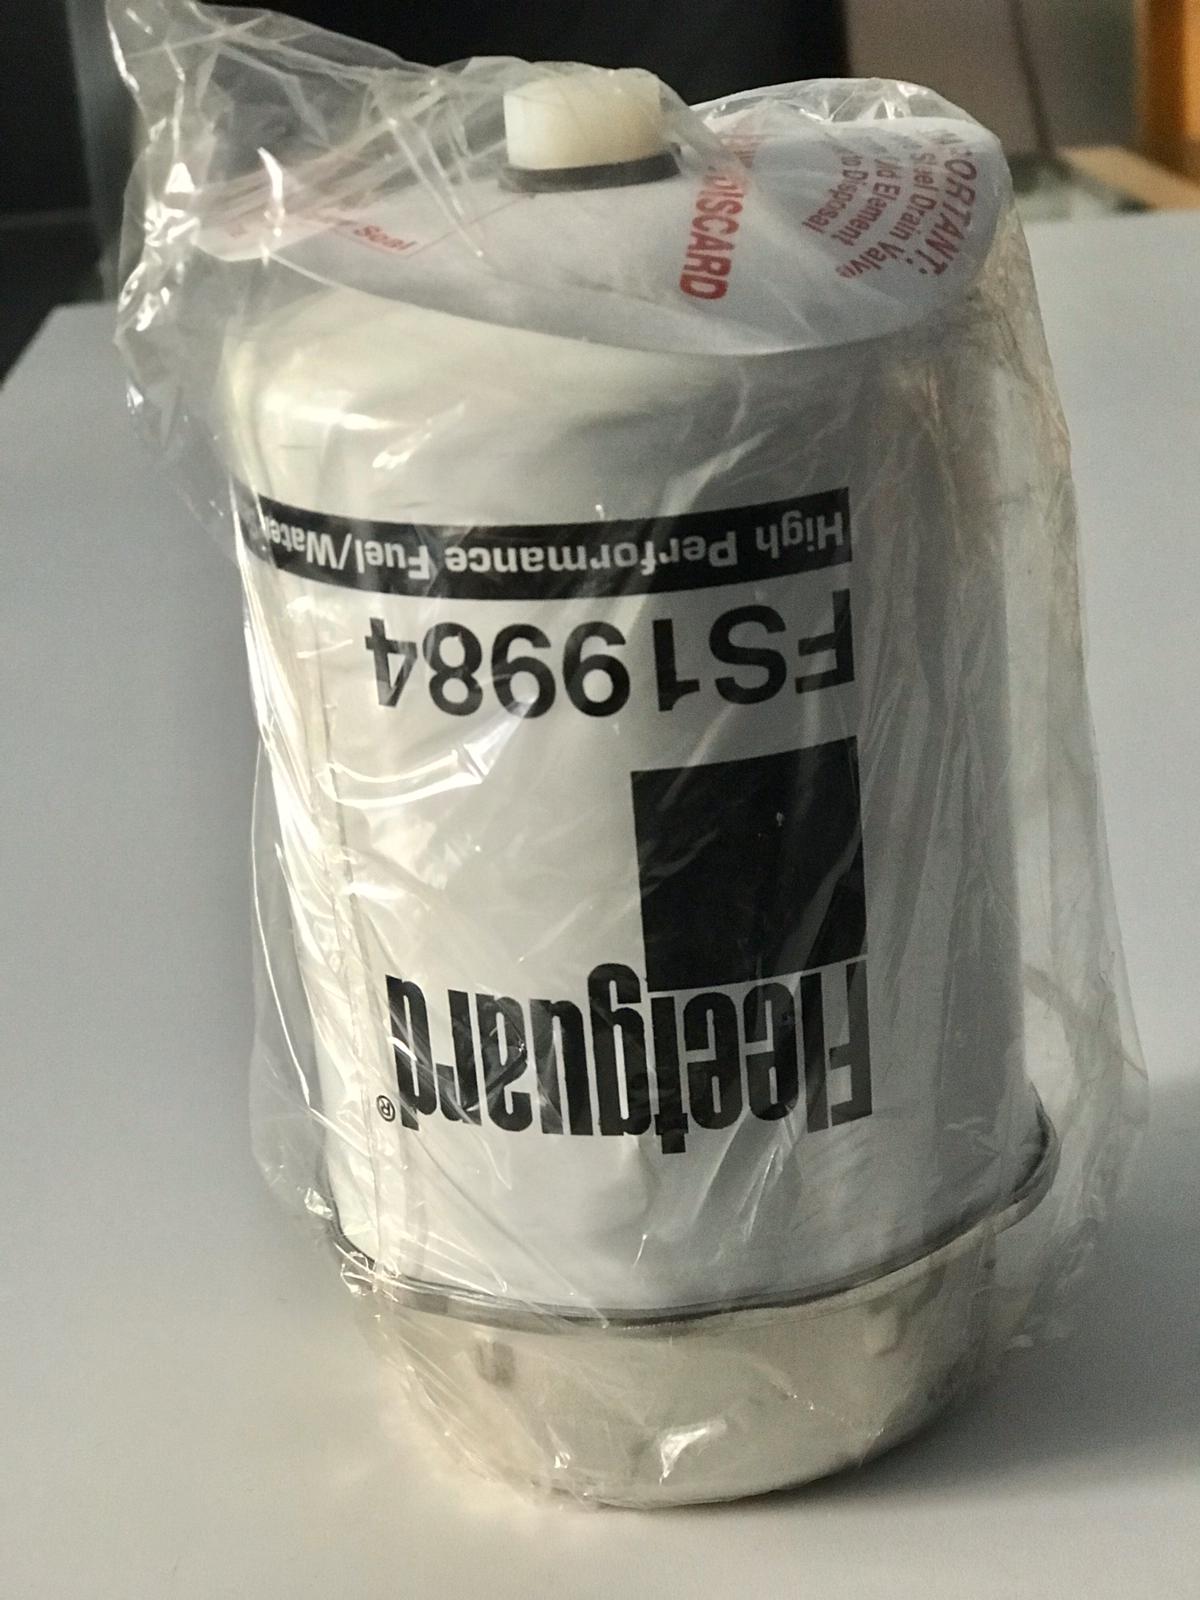 Fleetguard®
FS19984
High Performance Fuel/Water
DISCARD
IMPORTANT:
Drain Valve
Old Element
to Disposal
Seal